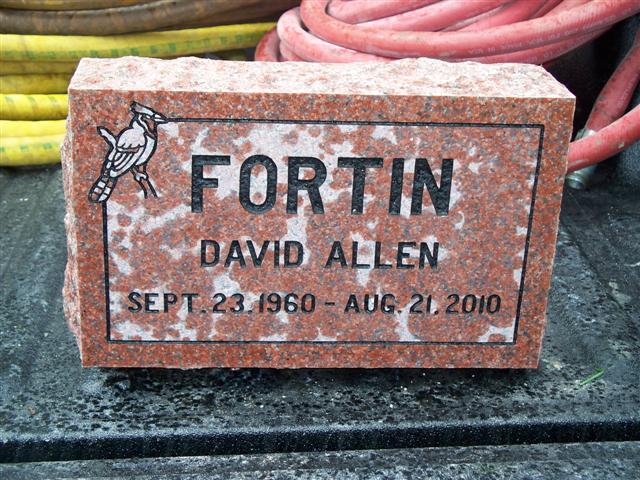 FORTIN
DAVID ALLEN
SEPT. 23, 1960 - AUG. 21, 2010